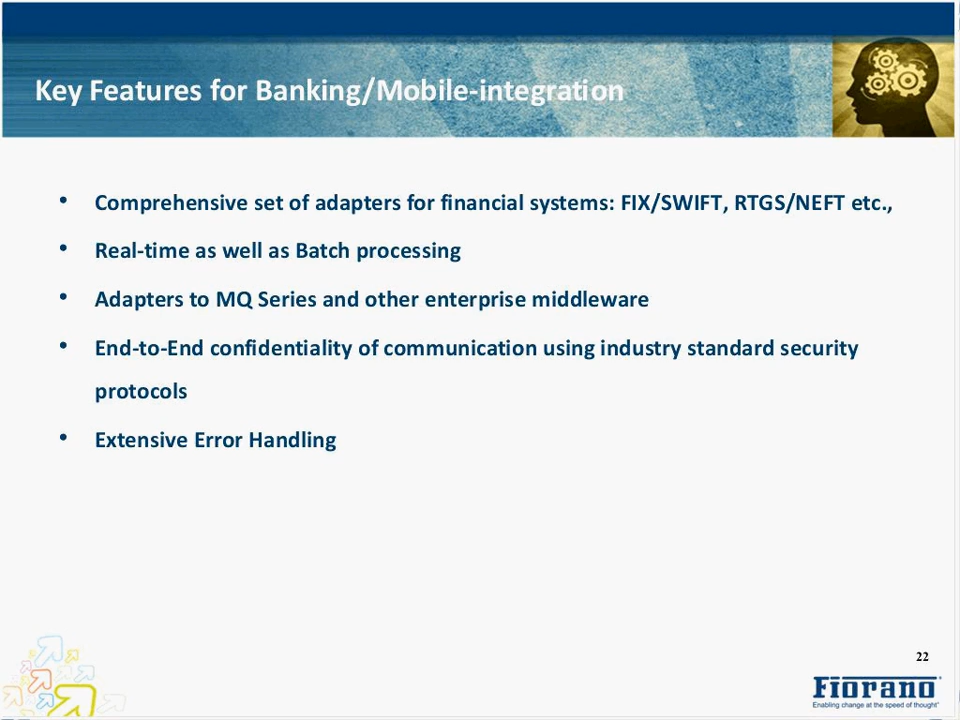 Key Features for Banking/Mobile-integration
• Comprehensive set of adapters for financial systems: FIX/SWIFT, RTGS/NEFT etc.,
• Real-time as well as Batch processing
• Adapters to MQ Series and other enterprise middleware
• End-to-End confidentiality of communication using industry standard security
protocols
• Extensive Error Handling
22
Fiorano®
Enabling change at the speed of thought™